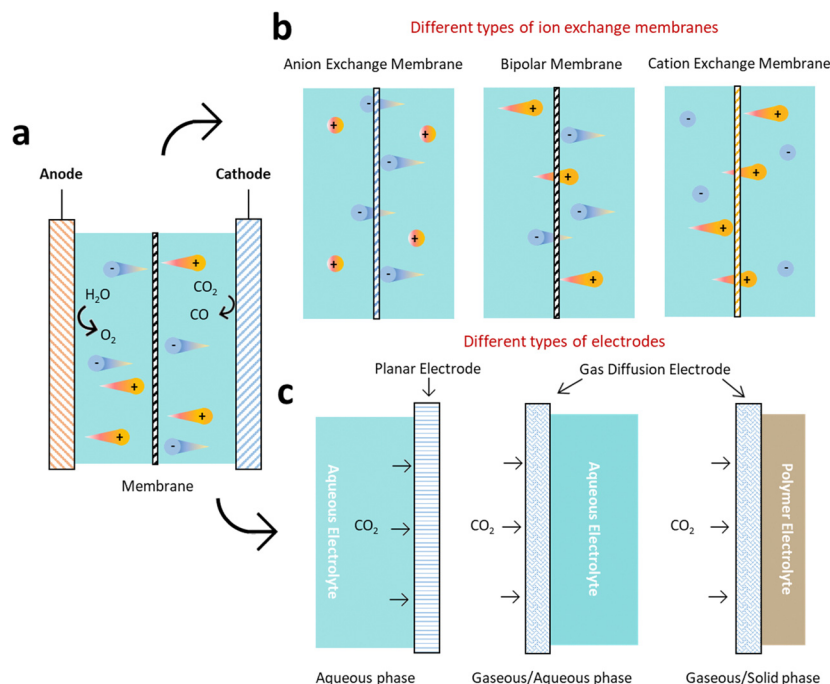 a
Anode
Cathode
H₂O
O₂
CO₂
CO
-
+
-
-
+
+
+
-
Membrane
b
Different types of ion exchange membranes
Anion Exchange Membrane
Bipolar Membrane
Cation Exchange Membrane
-
+
+
-
-
+
+
-
+
-
+
-
-
+
+
-
-
+
-
+
+
-
Different types of electrodes
c
Planar Electrode
Gas Diffusion Electrode
Aqueous Electrolyte
CO₂
Aqueous phase
CO₂
Aqueous Electrolyte
Gaseous/Aqueous phase
CO₂
Polymer Electrolyte
Gaseous/Solid phase